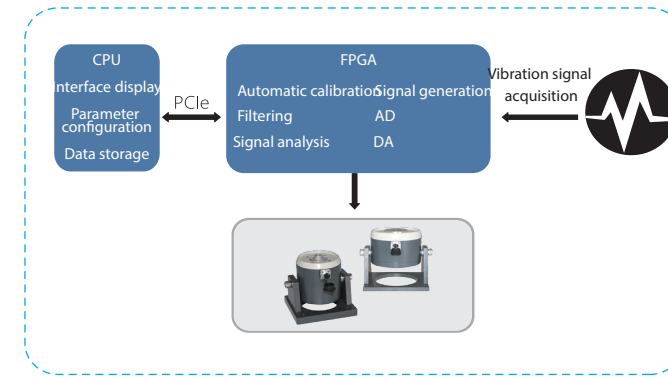 CPU
Interface display
Parameter
configuration
Data storage
PCIe
FPGA
Automatic calibration
Signal generation
Filtering
AD
Signal analysis
DA
Vibration signal
acquisition